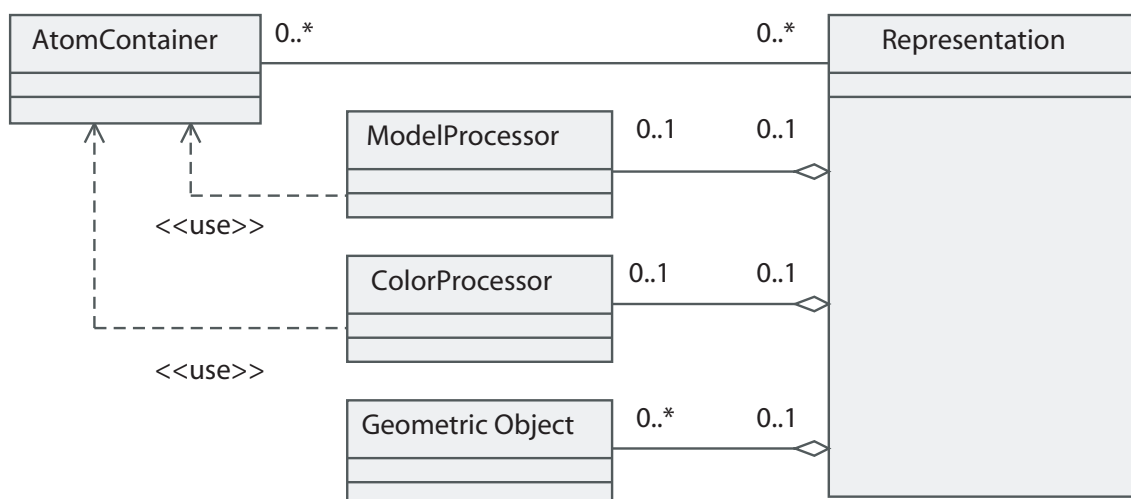 AtomContainer
0..*
0..*
Representation
ModelProcessor
0..1
0..1
<<use>>
ColorProcessor
0..1
0..1
<<use>>
Geometric Object
0..*
0..1